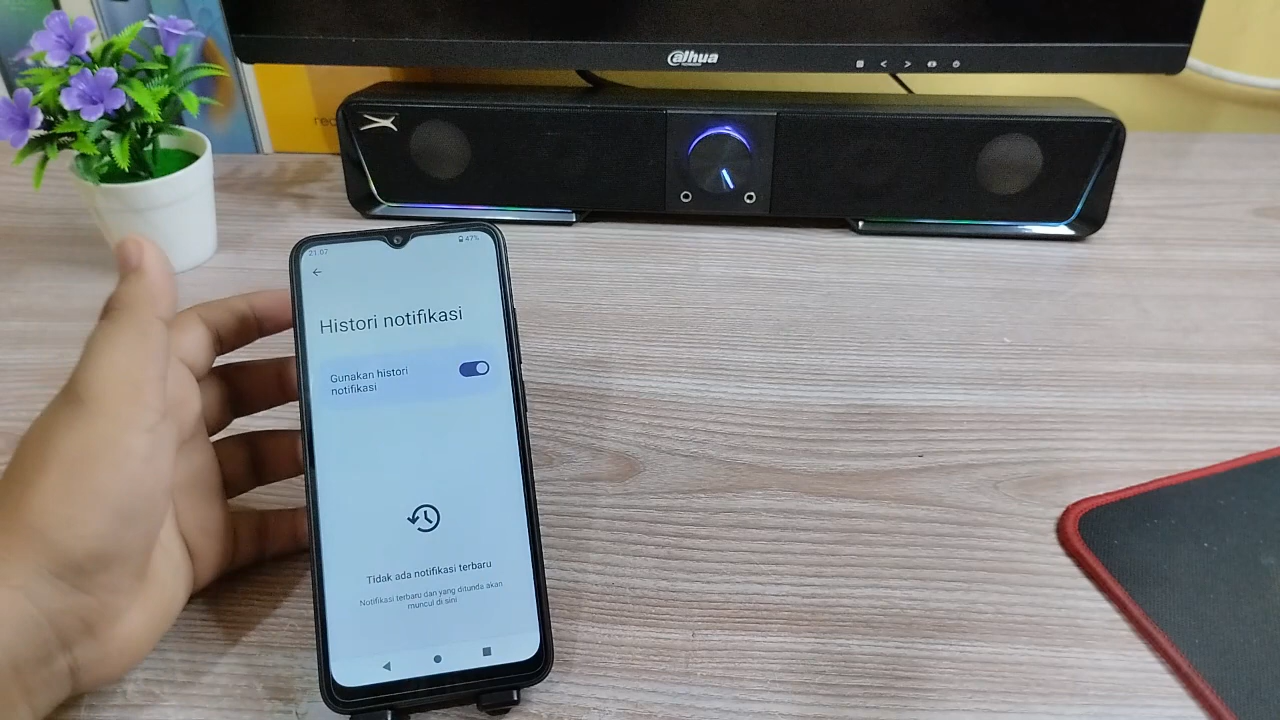 alhua
21.07
47%
Histori notifikasi
Gunakan histori
notifikasi
Tidak ada notifikasi terbaru
Notifikasi terbaru dan yang ditunda akan
muncul di sini